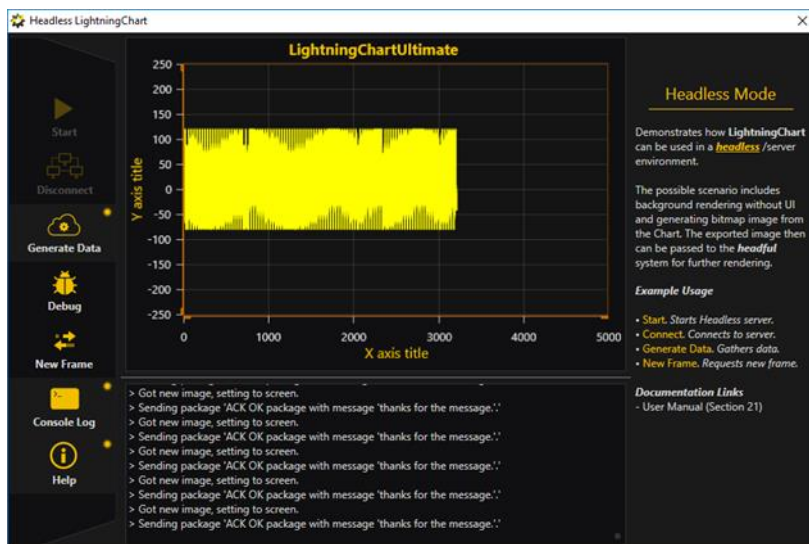 Headless LightningChart
Start
Disconnect
Generate Data
Debug
New Frame
Console Log
Help
LightningChartUltimate
Y axis title
250
200
150
100
50
0
-50
-100
-150
-200
-250
0
1000
2000
3000
4000
5000
X axis title
> Got new image, setting to screen.
> Sending package 'ACK OK package with message 'thanks for the message.'.'
> Got new image, setting to screen.
> Sending package 'ACK OK package with message 'thanks for the message.'.'
> Got new image, setting to screen.
> Sending package 'ACK OK package with message 'thanks for the message.'.'
> Got new image, setting to screen.
> Sending package 'ACK OK package with message 'thanks for the message.'.'
> Got new image, setting to screen.
> Sending package 'ACK OK package with message 'thanks for the message.'.'
Headless Mode
Demonstrates how LightningChart
can be used in a headless /server
environment.
The possible scenario includes
background rendering without UI
and generating bitmap image from
the Chart. The exported image then
can be passed to the headful
system for further rendering.
Example Usage
• Start. Starts Headless server.
• Connect. Connects to server.
• Generate Data. Gathers data.
• New Frame. Requests new frame.
Documentation Links
- User Manual (Section 21)